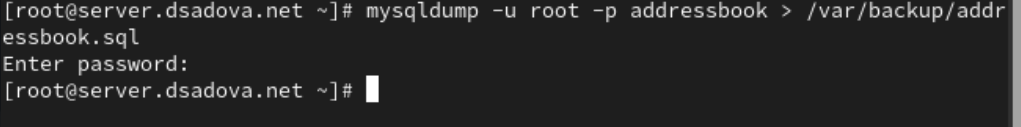 [root@server.dsadova.net ~]# mysqldump -u root -p addressbook > /var/backup/addr
essbook.sql
Enter password:
[root@server.dsadova.net ~]#